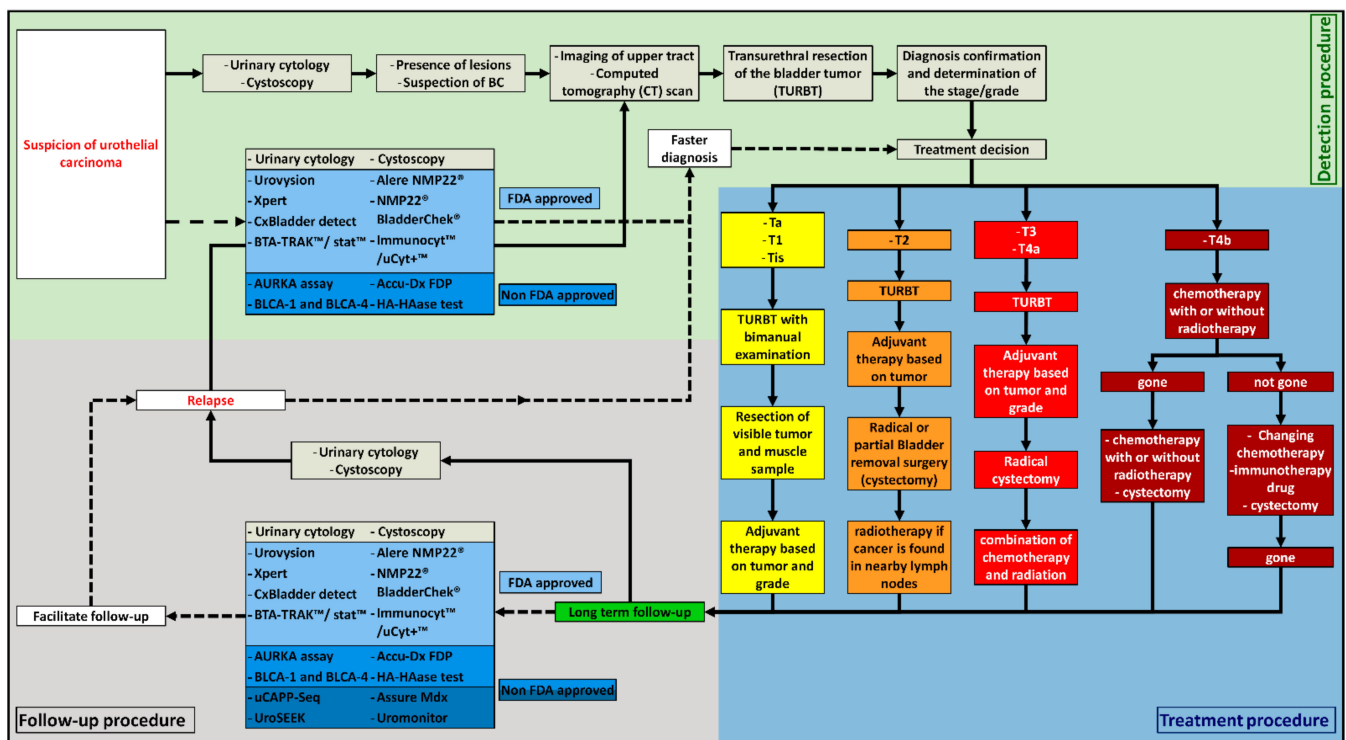 - Urinary cytology
- Cystoscopy
- Presence of lesions
- Suspicion of BC
- Imaging of upper tract
- Computed
tomography (CT) scan
Transurethral resection
of the bladder tumor
(TURBT)
Diagnosis confirmation
and determination of
the stage/grade
Detection procedure
Suspicion of urothelial
carcinoma
Faster
diagnosis
Treatment decision
- Urinary cytology
- Cystoscopy
- Urovysion
- Xpert
- CxBladder detect
- BTA-TRAK™/ stat™
- Alere NMP22®
- NMP22®
BladderChek®
- Immunocyt™
/uCyt+™
FDA approved
- AURKA assay
- BLCA-1 and BLCA-4
- Accu-Dx FDP
- HA-HAase test
Non FDA approved
- Ta
- T1
- Tis
TURBT with
bimanual
examination
Resection of
visible tumor
and muscle
sample
Adjuvant
therapy based
on tumor and
grade
- T2
TURBT
Adjuvant
therapy based
on tumor
Radical or
partial Bladder
removal surgery
(cystectomy)
radiotherapy if
cancer is found
in nearby lymph
nodes
- T3
- T4a
TURBT
Adjuvant
therapy based
on tumor and
grade
Radical
cystectomy
combination of
chemotherapy
and radiation
- T4b
chemotherapy
with or without
radiotherapy
gone
- chemotherapy
with or without
radiotherapy
- cystectomy
not gone
- Changing
chemotherapy
-immunotherapy
drug
- cystectomy
gone
Relapse
- Urinary cytology
- Cystoscopy
- Urinary cytology
- Cystoscopy
- Urovysion
- Xpert
- CxBladder detect
- BTA-TRAK™/ stat™
- Alere NMP22®
- NMP22®
BladderChek®
- Immunocyt™
/uCyt+™
FDA approved
- AURKA assay
- BLCA-1 and BLCA-4
- Accu-Dx FDP
- HA-HAase test
- uCAPP-Seq
- UroSEEK
- Assure Mdx
- Uromonitor
Non FDA approved
Long term follow-up
Facilitate follow-up
Follow-up procedure
Treatment procedure